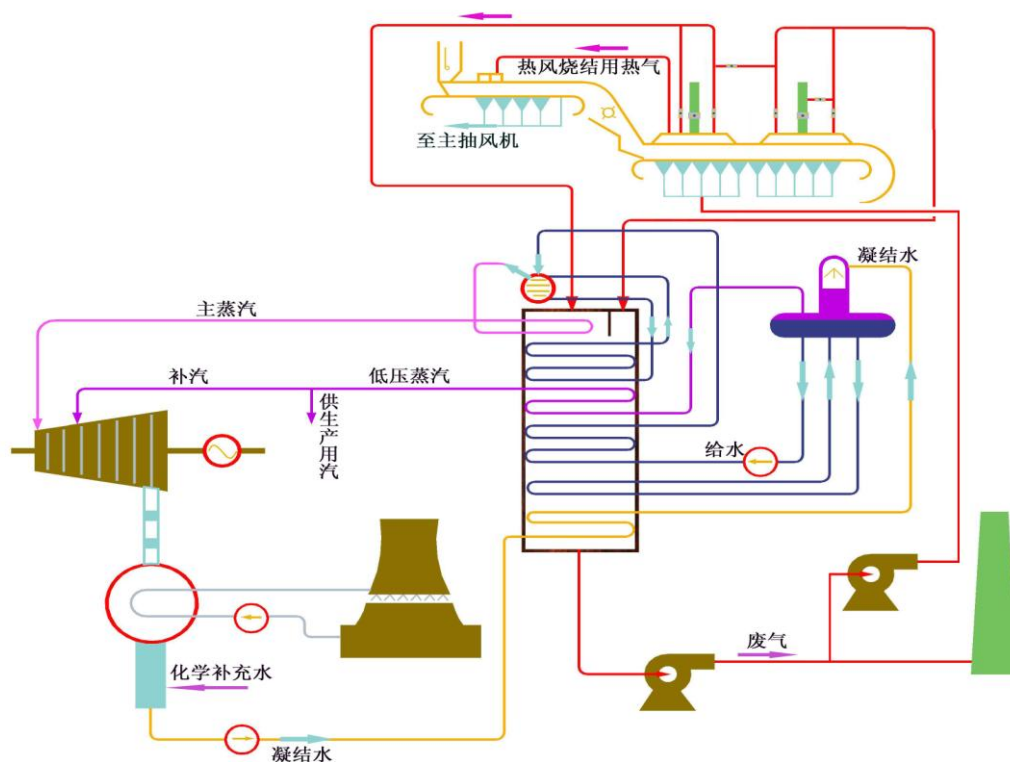 热风烧结用热气
至主抽风机
凝结水
主蒸汽
补汽
低压蒸汽
供生产用汽
给水
废气
化学补充水
凝结水